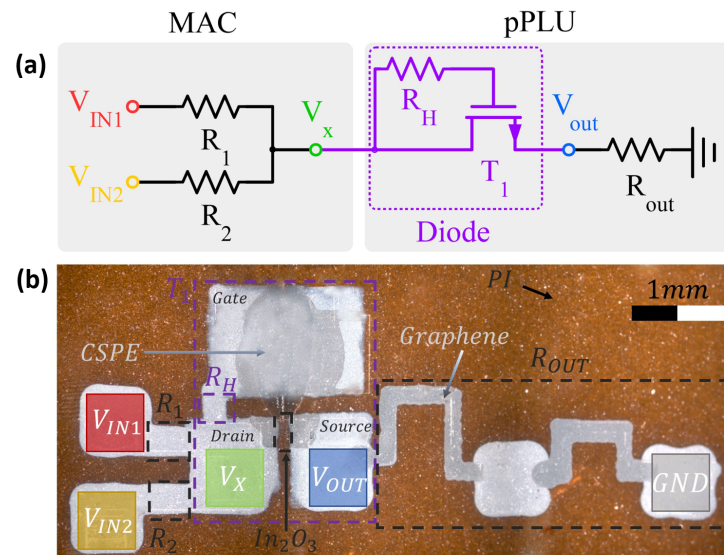 MAC
pPLU
(a)
V_IN1
R_1
V_IN2
R_2
V_x
R_H
T_1
Diode
V_out
R_out
(b)
T_1
Gate
PI
1mm
CSPE
Graphene
R_OUT
R_H
R_1
V_IN1
Drain
Source
V_X
V_OUT
GND
V_IN2
R_2
In_2O_3